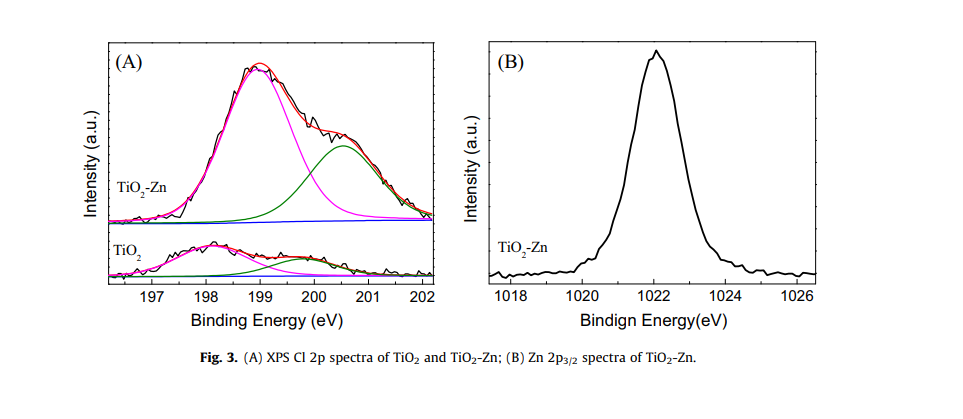 (A)
Intensity (a.u.)
TiO2-Zn
TiO2
197 198 199 200 201 202
Binding Energy (eV)
(B)
Intensity (a.u.)
TiO2-Zn
1018 1020 1022 1024 1026
Bindign Energy(eV)
Fig. 3. (A) XPS Cl 2p spectra of TiO2 and TiO2-Zn; (B) Zn 2p3/2 spectra of TiO2-Zn.